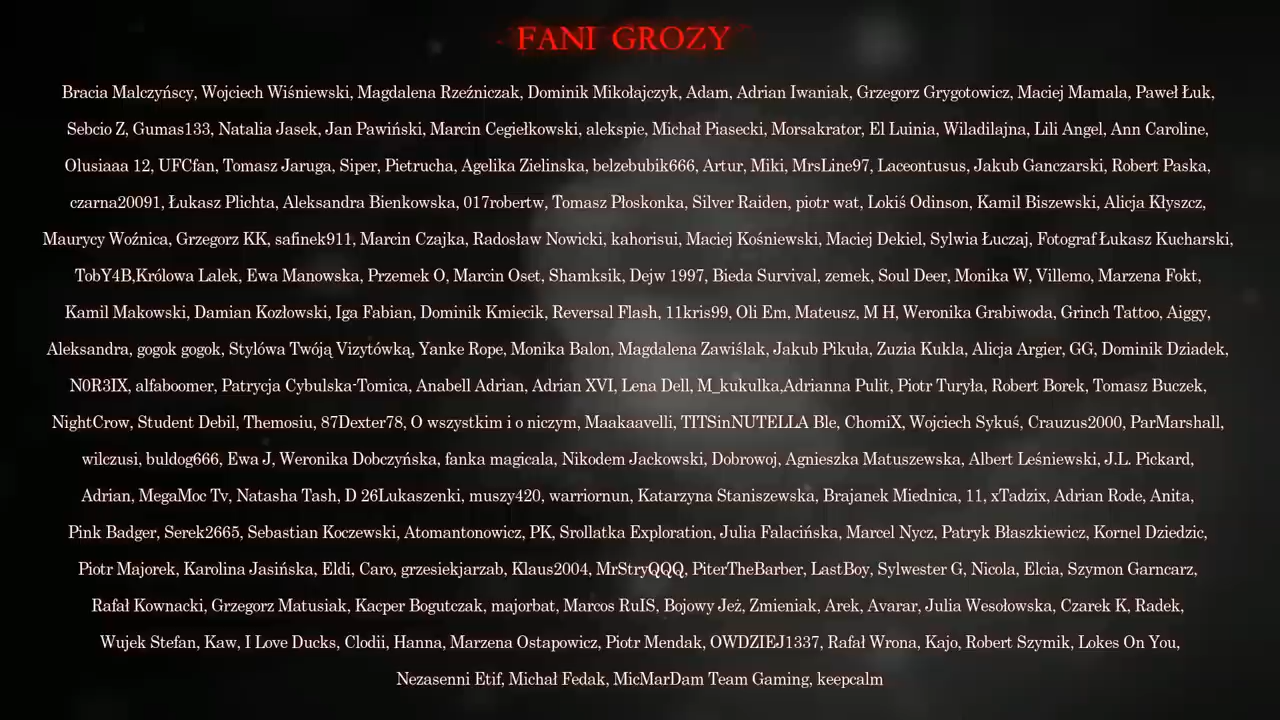 FANI GROZY
Bracia Malczyńscy, Wojciech Wiśniewski, Magdalena Rzeźniczak, Dominik Mikołajczyk, Adam, Adrian Iwaniak, Grzegorz Grygotowicz, Maciej Mamala, Paweł Łuk,
Sebcio Z, Gumas133, Natalia Jasek, Jan Pawiński, Marcin Cegiełkowski, alekspie, Michał Piasecki, Morsakrator, El Luinia, Wiladilajna, Lili Angel, Ann Caroline,
Olusiaaa 12, UFCfan, Tomasz Jaruga, Siper, Pietrucha, Agelika Zielinska, belzebubik666, Artur, Miki, MrsLine97, Laceontusus, Jakub Ganczarski, Robert Paska,
czarna20091, Łukasz Plichta, Aleksandra Bienkowska, 017robertw, Tomasz Płoskonka, Silver Raiden, piotr wat, Lokiś Odinson, Kamil Biszewski, Alicja Kłyszcz,
Maurycy Woźnica, Grzegorz KK, safinek911, Marcin Czajka, Radosław Nowicki, kahorisui, Maciej Kośniewski, Maciej Dekiel, Sylwia Łuczaj, Fotograf Łukasz Kucharski,
TobY4B,Królowa Lalek, Ewa Manowska, Przemek O, Marcin Oset, Shamksik, Dejw 1997, Bieda Survival, zemek, Soul Deer, Monika W, Villemo, Marzena Fokt,
Kamil Makowski, Damian Kozłowski, Iga Fabian, Dominik Kmiecik, Reversal Flash, 11kris99, Oli Em, Mateusz, M H, Weronika Grabiwoda, Grinch Tattoo, Aiggy,
Aleksandra, gogok gogok, Stylówa Twoją Vizytówką, Yanke Rope, Monika Balon, Magdalena Zawiślak, Jakub Pikuła, Zuzia Kukla, Alicja Argier, GG, Dominik Dziadek,
N0R3IX, alfaboomer, Patrycja Cybulska-Tomica, Anabell Adrian, Adrian XVI, Lena Dell, M_kukulka,Adrianna Pulit, Piotr Turyła, Robert Borek, Tomasz Buczek,
NightCrow, Student Debil, Themosiu, 87Dexter78, O wszystkim i o niczym, Maakaavelli, TITSinNUTELLA Ble, ChomiX, Wojciech Sykuś, Crauzus2000, ParMarshall,
wilczusi, buldog666, Ewa J, Weronika Dobczyńska, fanka magicala, Nikodem Jackowski, Dobrowoj, Agnieszka Matuszewska, Albert Leśniewski, J.L. Pickard,
Adrian, MegaMoc Tv, Natasha Tash, D 26Lukaszenki, muszy420, warriornun, Katarzyna Staniszewska, Brajanek Miednica, 11, xTadzix, Adrian Rode, Anita,
Pink Badger, Serek2665, Sebastian Koczewski, Atomantonowicz, PK, Srollatka Exploration, Julia Falacińska, Marcel Nycz, Patryk Błaszkiewicz, Kornel Dziedzic,
Piotr Majorek, Karolina Jasińska, Eldi, Caro, grzesiekjarzab, Klaus2004, MrStryQQQ, PiterTheBarber, LastBoy, Sylwester G, Nicola, Elcia, Szymon Garncarz,
Rafał Kownacki, Grzegorz Matusiak, Kacper Bogutczak, majorbat, Marcos RuIS, Bojowy Jeż, Zmieniak, Arek, Avarar, Julia Wesołowska, Czarek K, Radek,
Wujek Stefan, Kaw, I Love Ducks, Clodii, Hanna, Marzena Ostapowicz, Piotr Mendak, OWDZIEJ1337, Rafał Wrona, Kajo, Robert Szymik, Lokes On You,
Nezasenni Etif, Michał Fedak, MicMarDam Team Gaming, keepcalm